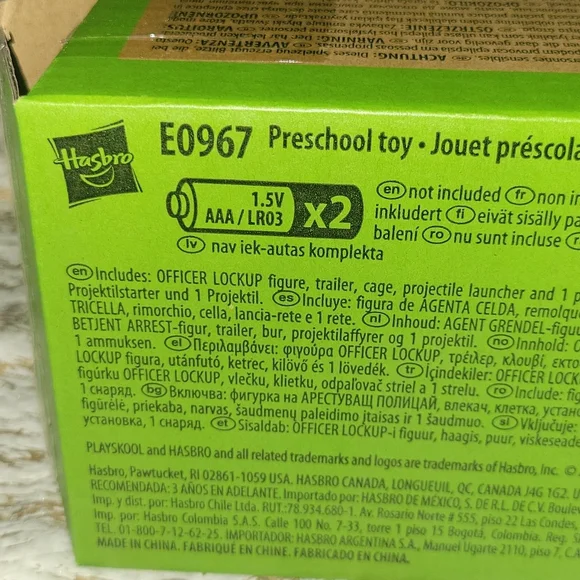 OSTRZEŻENIE:
ACHTUNG:
WARNING:
AVVERTENZA:
Hasbro
E0967 Preschool toy • Jouet préscola
1.5V
AAA / LR03 x2
en not included fr non in
inkludert fi eivät sisälly pa
balení ro nu sunt incluse
lv nav iek-autas komplekta
en Includes: OFFICER LOCKUP figure, trailer, cage, projectile launcher and 1 p
Projektilstarter und 1 Projektil. es Incluye: figura de AGENTA CELDA, remolqu
TRICELLA, rimorchio, cella, lancia-rete e 1 rete. nl Inhoud: AGENT GRENDEL-figu
BETJENT ARREST-figur, trailer, bur, projektilaffyrer og 1 projektil. no Innhold: O
1 ammuksen. el Περιλαμβάνει: φιγούρα OFFICER LOCKUP, τρέιλερ, κλουβί, εκτο
LOCKUP figura, utánfutó, ketrec, kilövő és 1 lövedék. tr İçindekiler: OFFICER LOCK
figúrku OFFICER LOCKUP, vlečku, klietku, odpaľovač striel a 1 strelu. ro Include: fig
1 снаряд. bg Включва: фигурка на АРЕСТУВАЩ ПОЛИЦАЙ, влекач, клетка, устан
figūrėlė, priekaba, narvas, šaudmenų paleidimo įtaisas ir 1 šaudmuo. sl Vključuje:
установка, 1 снаряд. et Sisaldab: OFFICER LOCKUP-i figuur, haagis, puur, viskesead
PLAYSKOOL and HASBRO and all related trademarks and logos are trademarks of Hasbro, Inc. ©
Hasbro, Pawtucket, RI 02861-1059 USA. HASBRO CANADA, LONGUEUIL, QC, CANADA J4G 1G2. U
RECOMENDADA: 3 AÑOS EN ADELANTE. Importado por: HASBRO DE MÉXICO, S. DE R.L. DE C.V. Boulev
Imp. y dist. por: Hasbro Chile Ltda. RUT.:78.934.680-1. Av. Rosario Norte # 555, piso 22 Las Condes,
Imp. por: Hasbro Colombia S.A.S. Calle 100 No. 7-33, torre 1 piso 15 Bogotá, Colombia. Reg. S
TEL. 01-800-7-12-62-25. IMPORTADOR: HASBRO ARGENTINA S.A., Manuel Ugarte 2110, piso 7, C.A
MADE IN CHINA. FABRIQUÉ EN CHINE. FABRICADO EN CHINA.